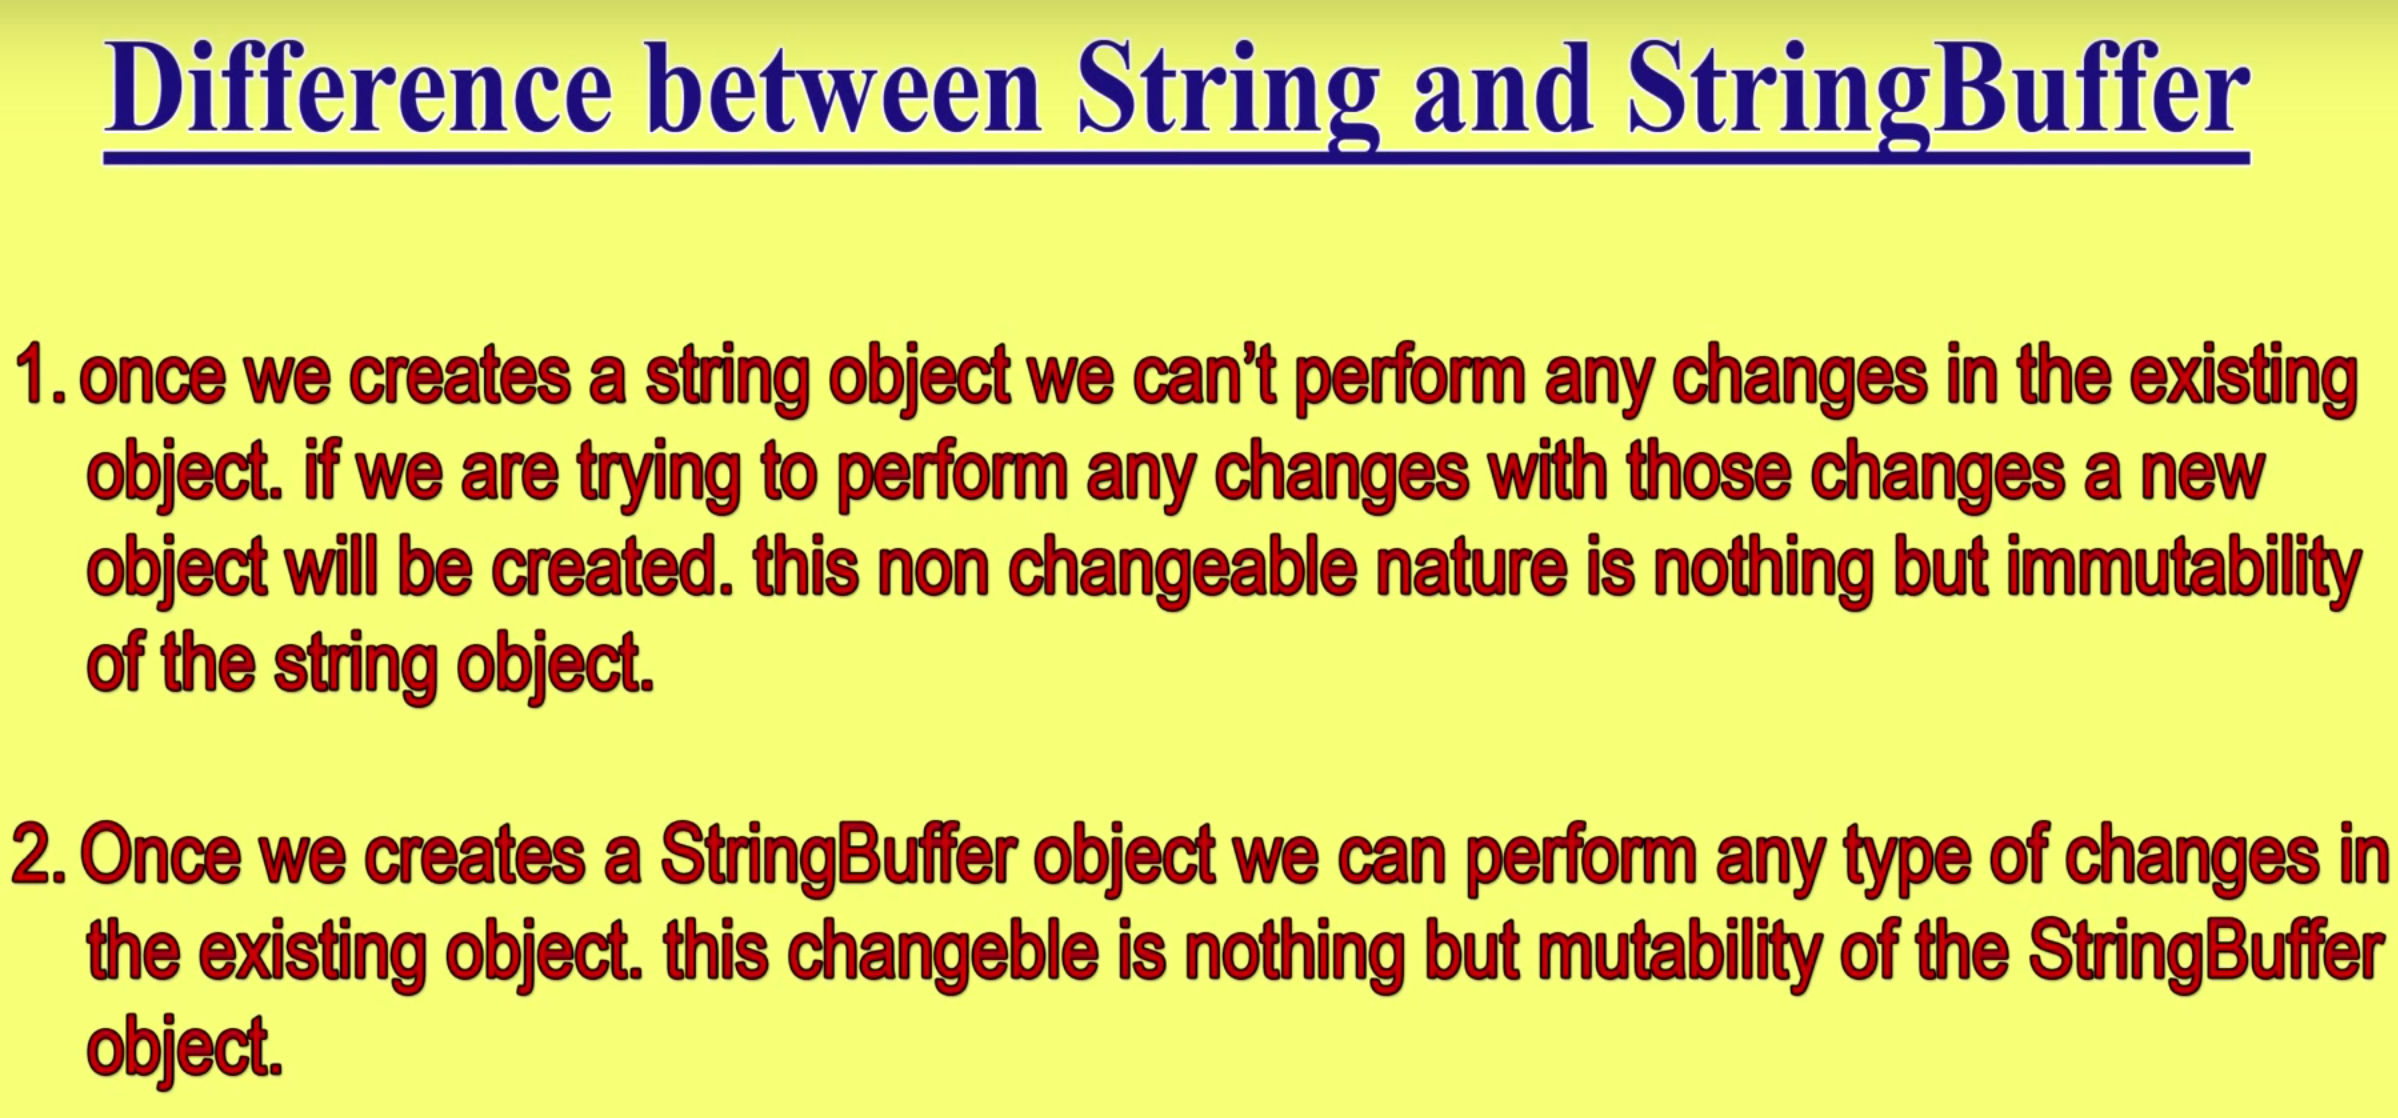 Difference between String and StringBuffer
1. once we creates a string object we can’t perform any changes in the existing
object. if we are trying to perform any changes with those changes a new
object will be created. this non changeable nature is nothing but immutability
of the string object.
2. Once we creates a StringBuffer object we can perform any type of changes in
the existing object. this changeble is nothing but mutability of the StringBuffer
object.